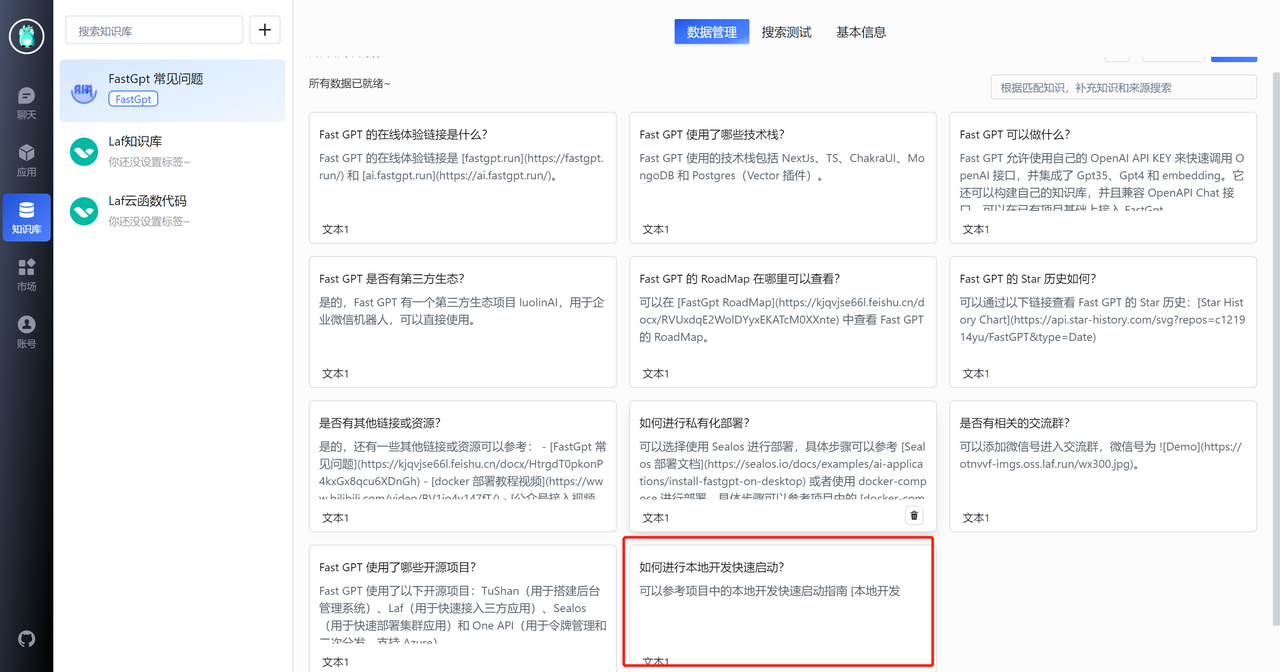 搜索知识库
数据管理
搜索测试
基本信息
聊天
应用
知识库
市场
账号
FastGpt 常见问题
FastGpt
Laf知识库
你还没设置标签~
Laf云函数代码
你还没设置标签~
所有数据已就绪~
根据匹配知识，补充知识和来源搜索
Fast GPT 的在线体验链接是什么?
Fast GPT 的在线体验链接是 [fastgpt.run](https://fastgpt.
run/) 和 [ai.fastgpt.run](https://ai.fastgpt.run/)。
文本1
Fast GPT 使用了哪些技术栈?
Fast GPT 使用的技术栈包括 NextJs、TS、ChakraUI、Mo
ngoDB 和 Postgres（Vector 插件）。
文本1
Fast GPT 可以做什么?
Fast GPT 允许使用自己的 OpenAI API KEY 来快速调用 O
penAI 接口，并集成了 Gpt35、Gpt4 和 embedding。它
还可以构建自己的知识库，并且兼容 OpenAPI Chat 接
口，可以在已有项目基础上接入 FastGpt
文本1
Fast GPT 是否有第三方生态?
是的，Fast GPT 有一个第三方生态项目 luolinAI，用于企
业微信机器人，可以直接使用。
文本1
Fast GPT 的 RoadMap 在哪里可以查看?
可以在 [FastGpt RoadMap](https://kjqvjse66l.feishu.cn/d
ocx/RVUxdqE2WolDYyxEKATcM0XXnte) 中查看 Fast GPT
的 RoadMap。
文本1
Fast GPT 的 Star 历史如何?
可以通过以下链接查看 Fast GPT 的 Star 历史：[Star Hist
ory Chart](https://api.star-history.com/svg?repos=c1219
14yu/FastGPT&type=Date)
文本1
是否有其他链接或资源?
是的，还有一些其他链接或资源可以参考： - [FastGpt 常
见问题](https://kjqvjse66l.feishu.cn/docx/HtrgdT0pkonP
4kxGx8qcu6XDnGh) - [docker 部署教程视频](https://ww
文本1
如何进行私有化部署?
可以选择使用 Sealos 进行部署，具体步骤可以参考 [Seal
os 部署文档](https://sealos.io/docs/examples/ai-applica
tions/install-fastgpt-on-desktop) 或者使用 docker-comp
ose 进行部署，具体步骤可以参考项目中的 [docker-com
文本1
是否有相关的交流群?
可以添加微信号进入交流群，微信号为 ![Demo](https://
otnvvf-imgs.oss.laf.run/wx300.jpg)。
文本1
Fast GPT 使用了哪些开源项目?
Fast GPT 使用了以下开源项目：TuShan（用于搭建后台
管理系统）、Laf（用于快速接入三方应用）、Sealos
（用于快速部署集群应用）和 One API（用于令牌管理和
二次分发，支持 Azure）
文本1
如何进行本地开发快速启动?
可以参考项目中的本地开发快速启动指南 [本地开发
文本1